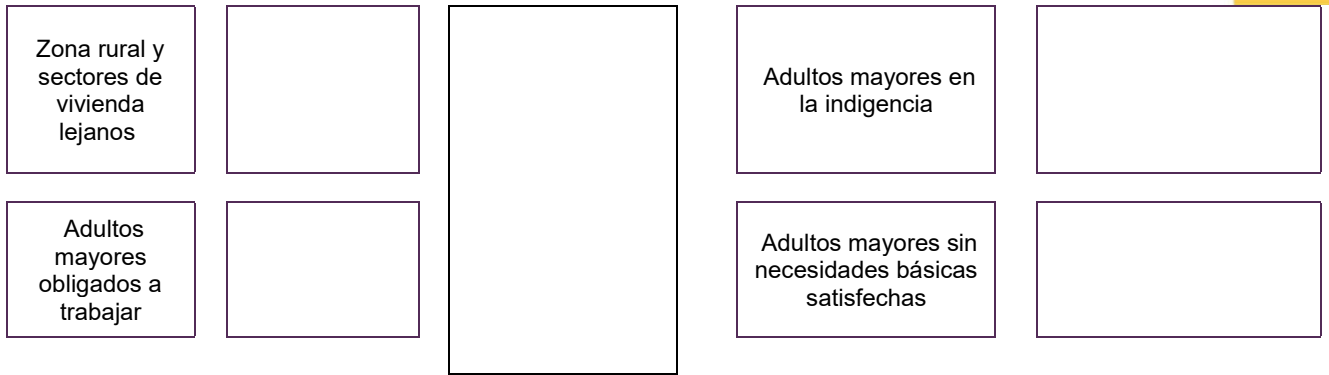 Zona rural y
sectores de
vivienda
lejanos
Adultos mayores en
la indigencia
Adultos
mayores
obligados a
trabajar
Adultos mayores sin
necesidades básicas
satisfechas